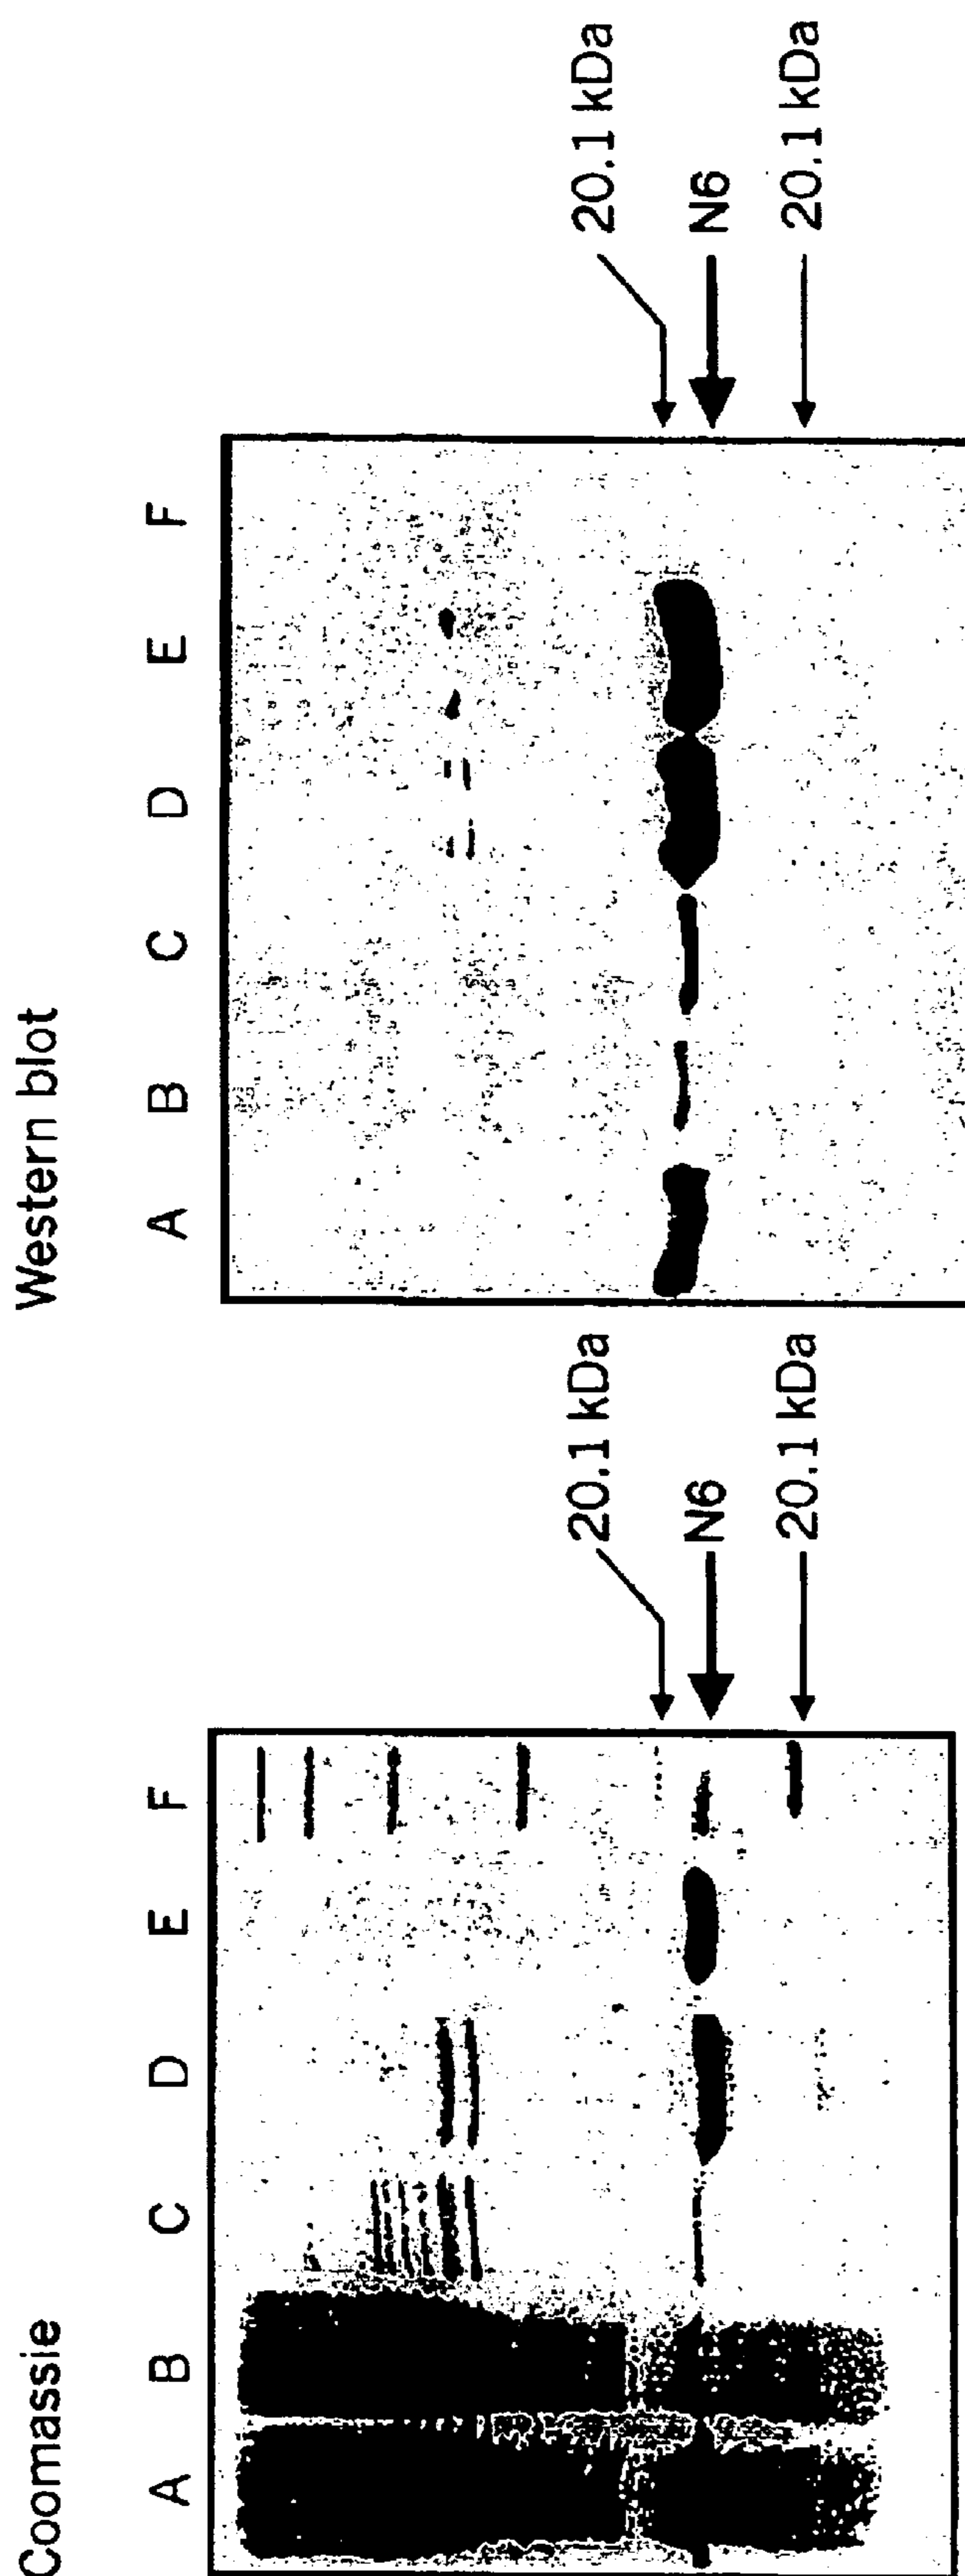 Coomassie
A B C D E F
20.1 kDa
N6
20.1 kDa
Western blot
A B C D E F
20.1 kDa
N6
20.1 kDa